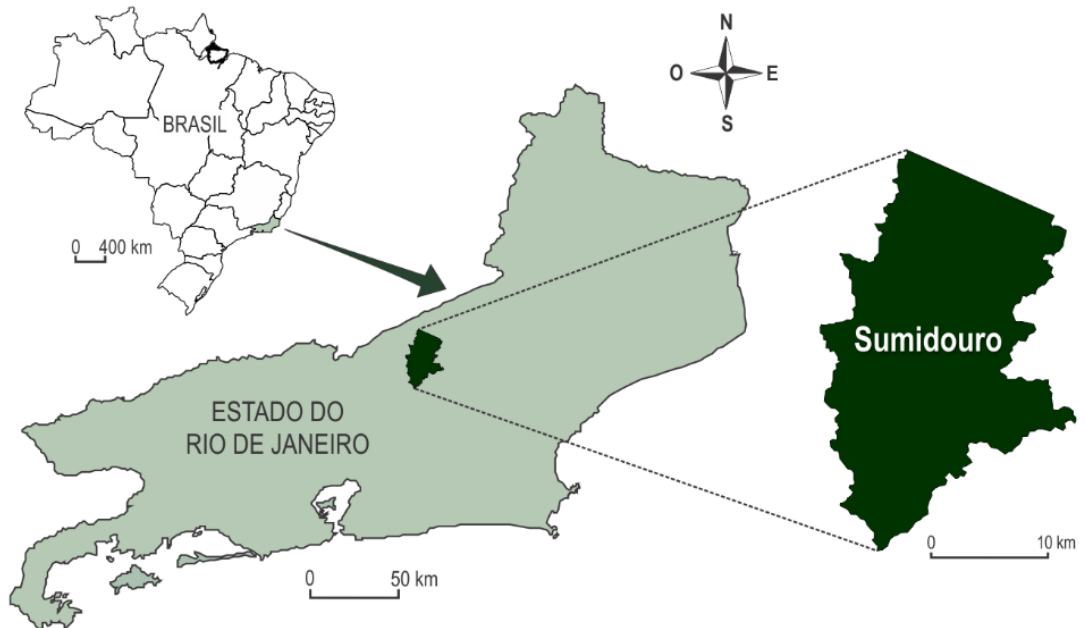 BRASIL
0 400 km
N
O E
S
Sumidouro
ESTADO DO
RIO DE JANEIRO
0 50 km
0 10 km